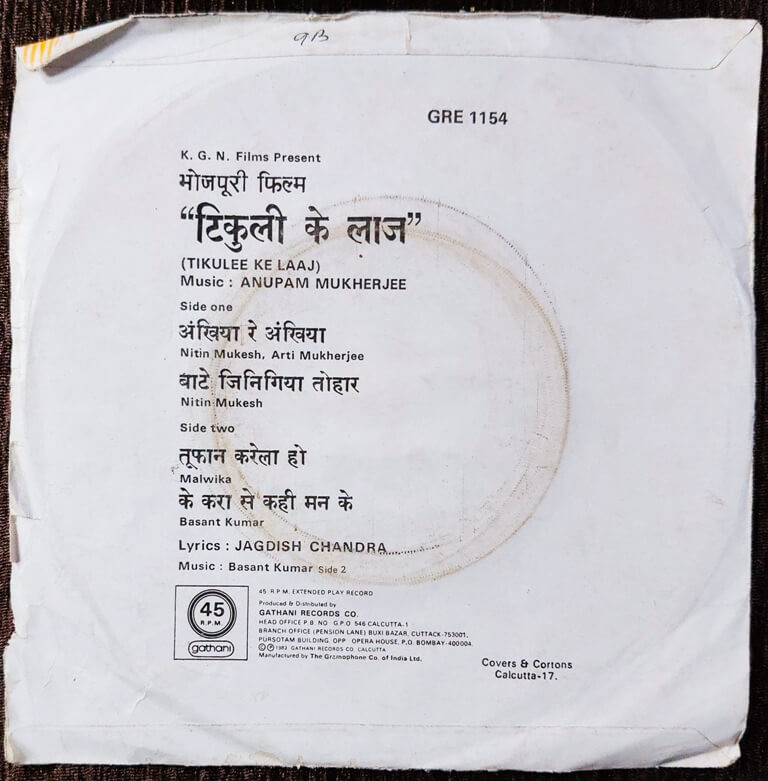 9B
GRE 1154
K. G. N. Films Present
भोजपूरी फिल्म
“टिकुली के लाज”
(TIKULEE KE LAAJ)
Music : ANUPAM MUKHERJEE
Side one
अंखिया रे अंखिया
Nitin Mukesh, Arti Mukherjee
बाटे जिनिगिया तोहार
Nitin Mukesh
Side two
तूफान करेला हो
Malwika
के करा से कही मन के
Basant Kumar
Lyrics : JAGDISH CHANDRA
Music : Basant Kumar Side 2
45
R.P.M.
gathani
45 R.P.M. EXTENDED PLAY RECORD
Produced & Distributed by
GATHANI RECORDS CO.
HEAD OFFICE P.B. NO G.P.O 546 CALCUTTA-1
BRANCH OFFICE (PENSION LANE) BUXI BAZAR, CUTTACK-753001,
PURSOTAM BUILDING, OPP OPERA HOUSE, P.O. BOMBAY-400004.
©℗1983 GATHANI RECORDS CO. CALCUTTA
Manufactured by The Gramophone Co. of India Ltd.
Covers & Cortons
Calcutta-17.